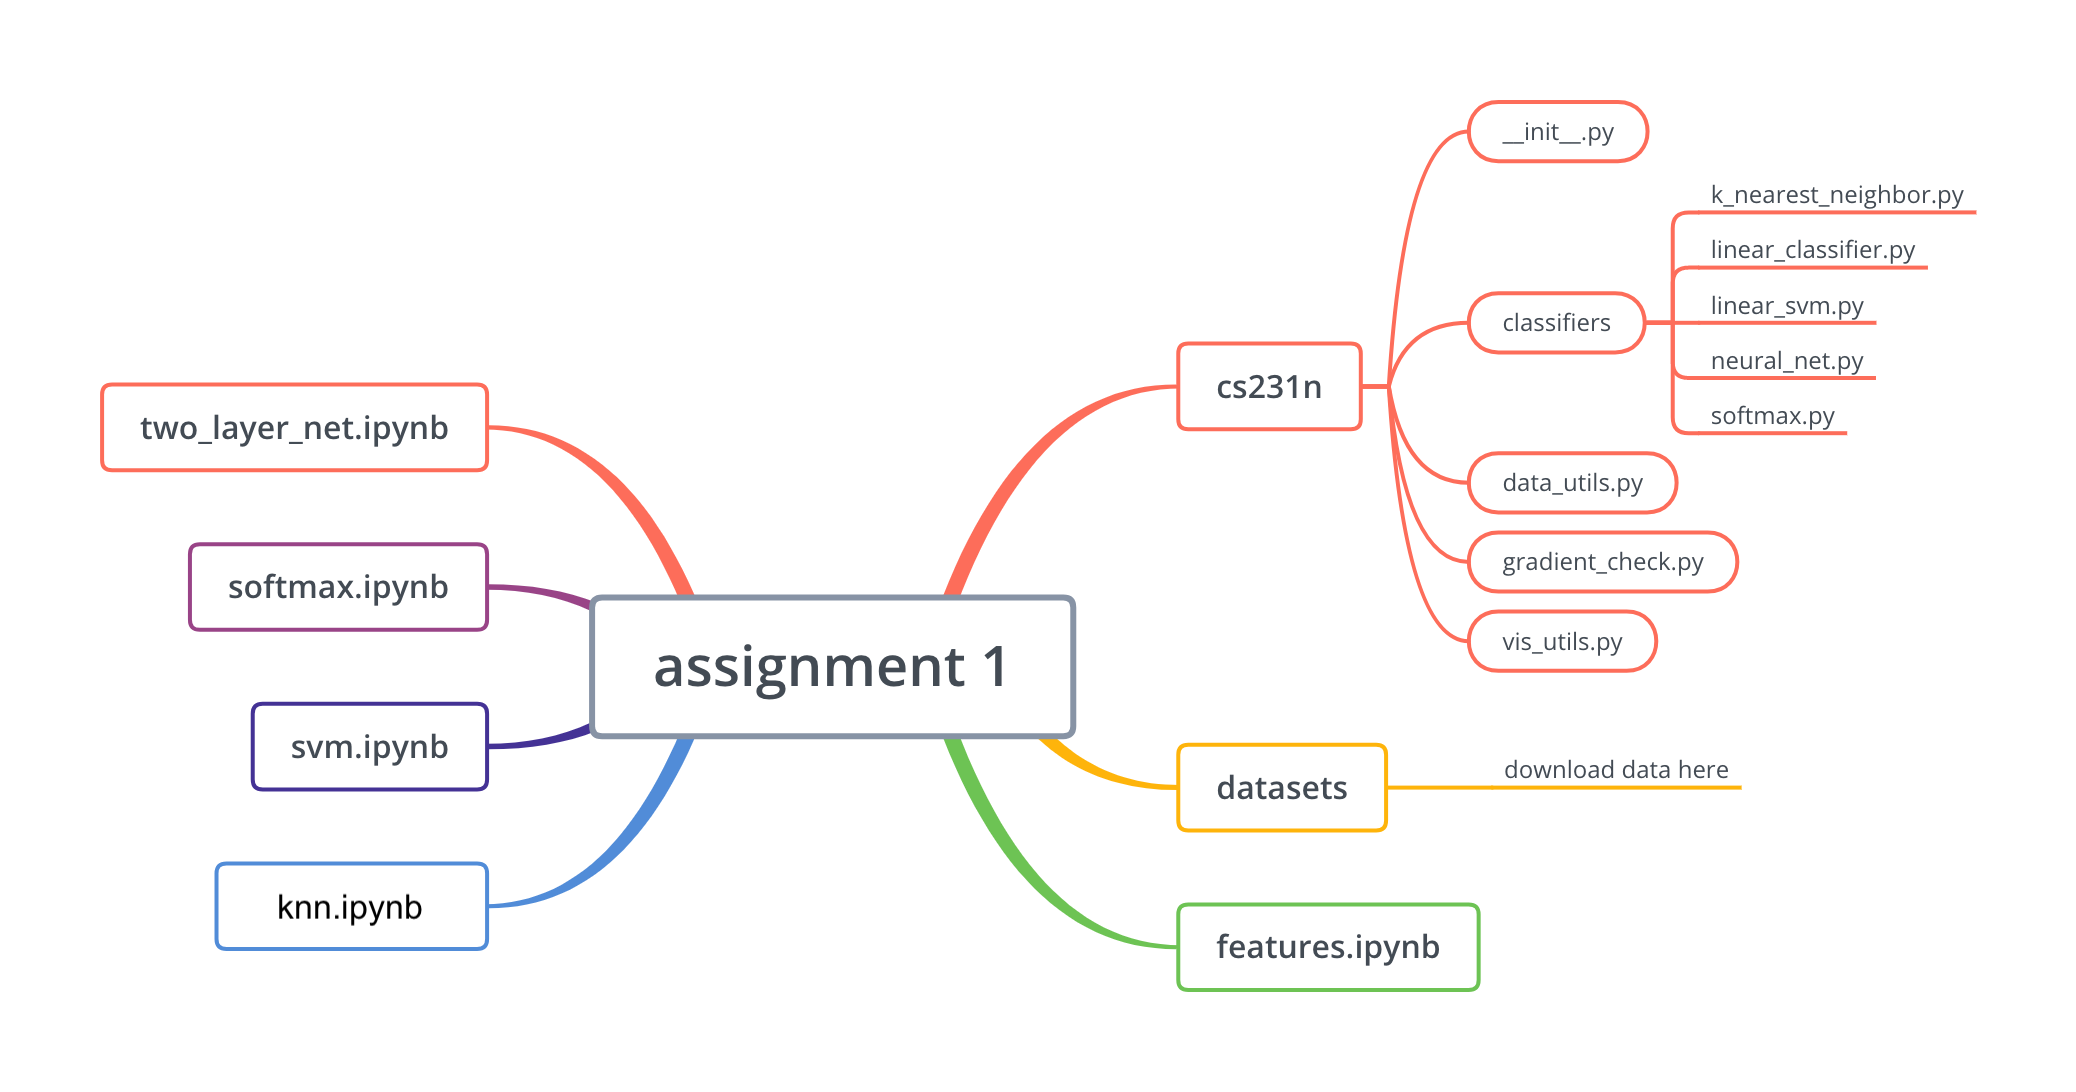 __init__.py
k_nearest_neighbor.py
linear_classifier.py
linear_svm.py
classifiers
neural_net.py
cs231n
softmax.py
two_layer_net.ipynb
data_utils.py
gradient_check.py
softmax.ipynb
vis_utils.py
assignment 1
svm.ipynb
download data here
datasets
knn.ipynb
features.ipynb